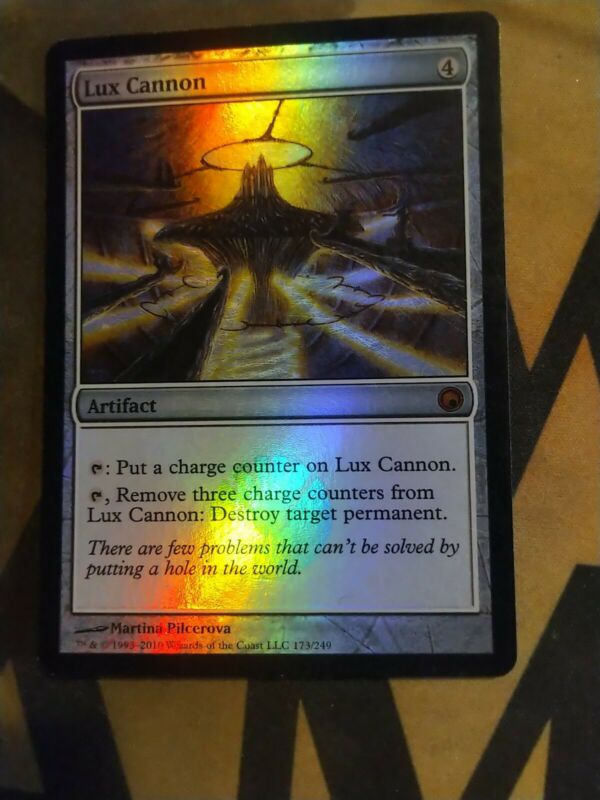 Lux Cannon 4
Artifact
: Put a charge counter on Lux Cannon.
, Remove three charge counters from
Lux Cannon: Destroy target permanent.
There are few problems that can't be solved by
putting a hole in the world.
Martina Pilcerova
™ & © 1993-2010 Wizards of the Coast LLC 173/249